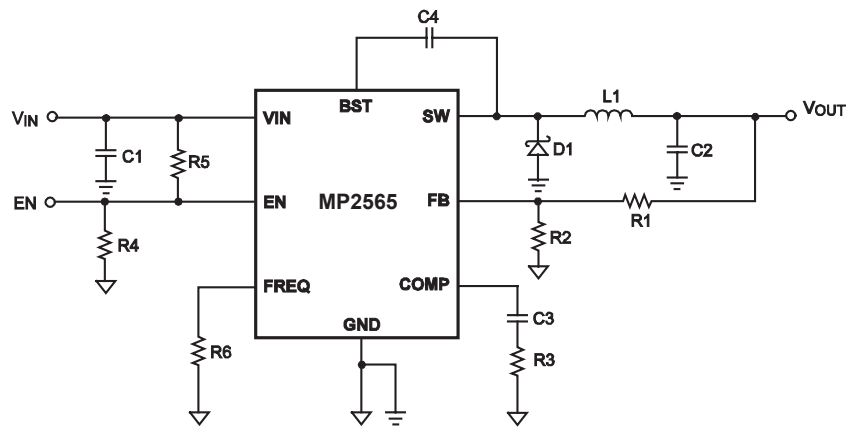 C4
BST
VIN
VIN
SW
L1
VOUT
C1
R5
D1
C2
EN
EN
MP2565
FB
R1
R4
R2
FREQ
COMP
GND
C3
R6
R3